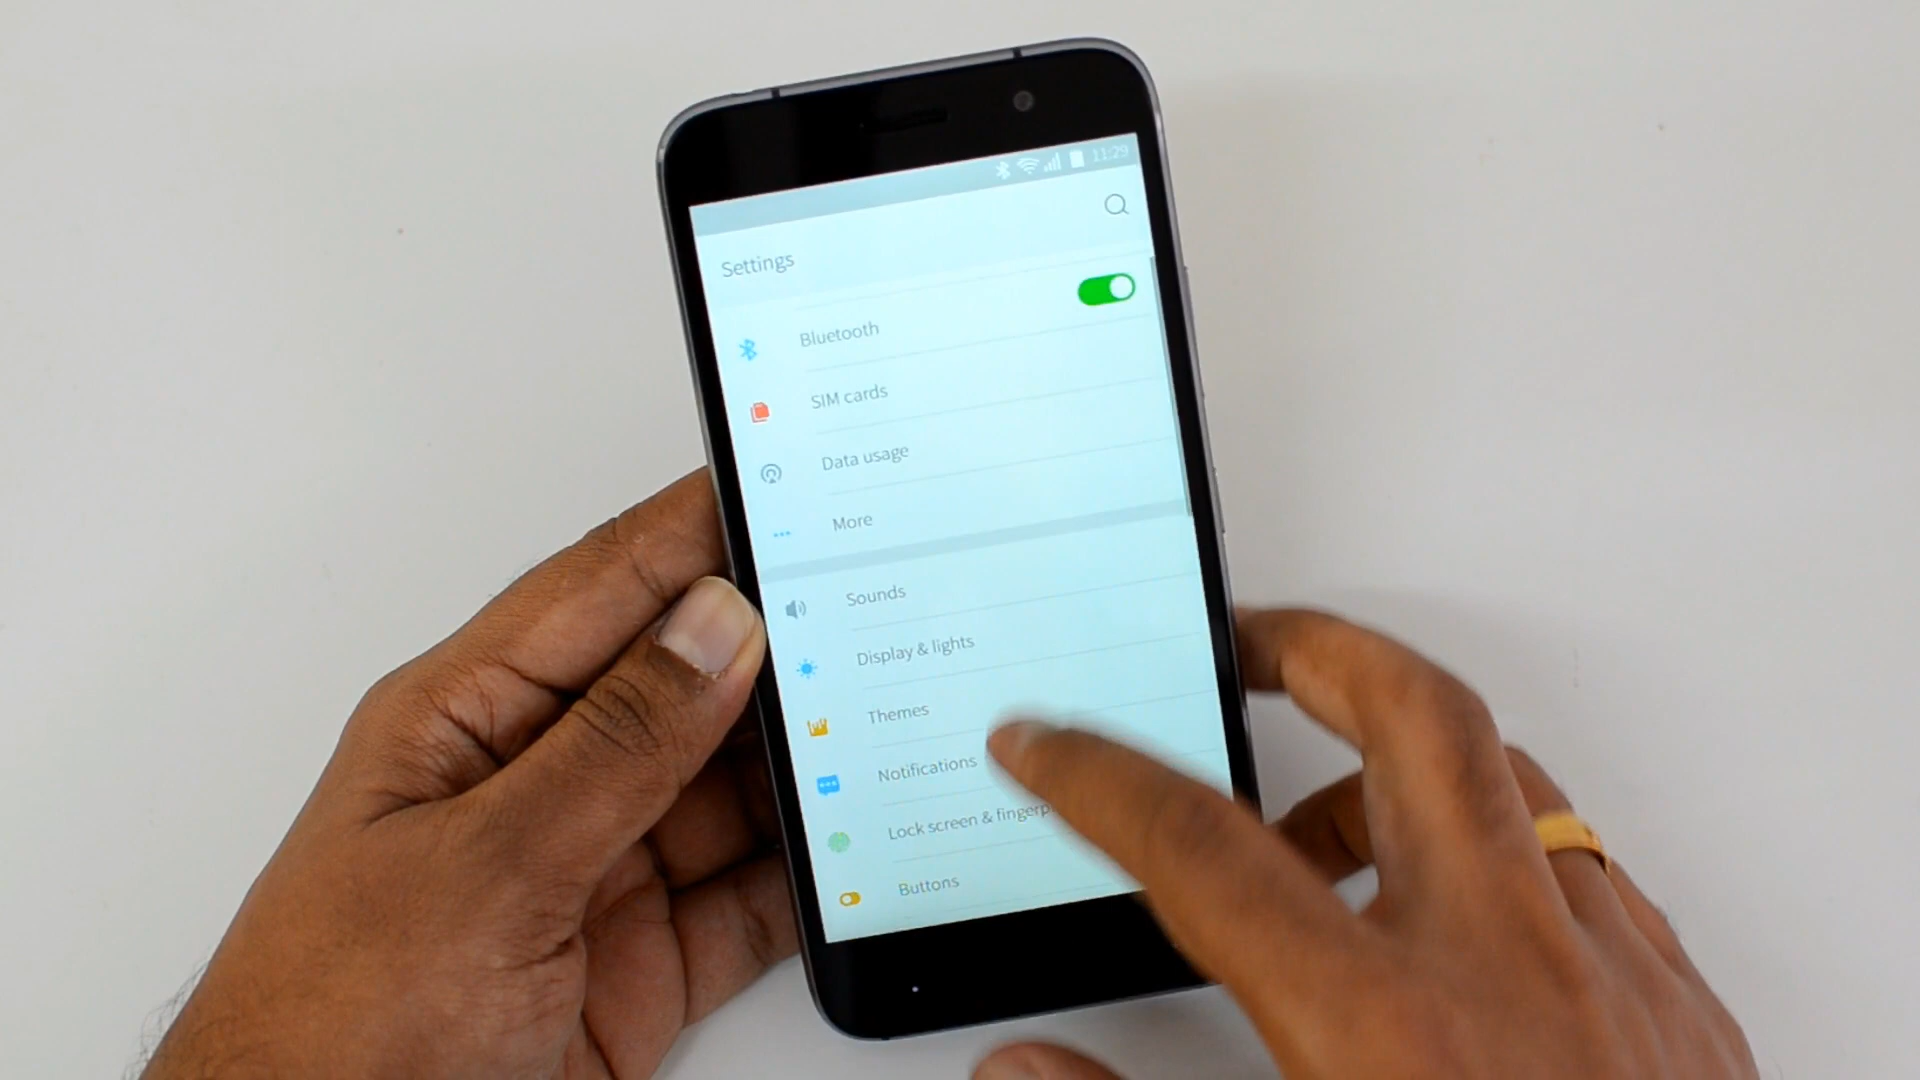 11:29
Settings
Bluetooth
SIM cards
Data usage
More
Sounds
Display & lights
Themes
Notifications
Lock screen & fingerp
Buttons